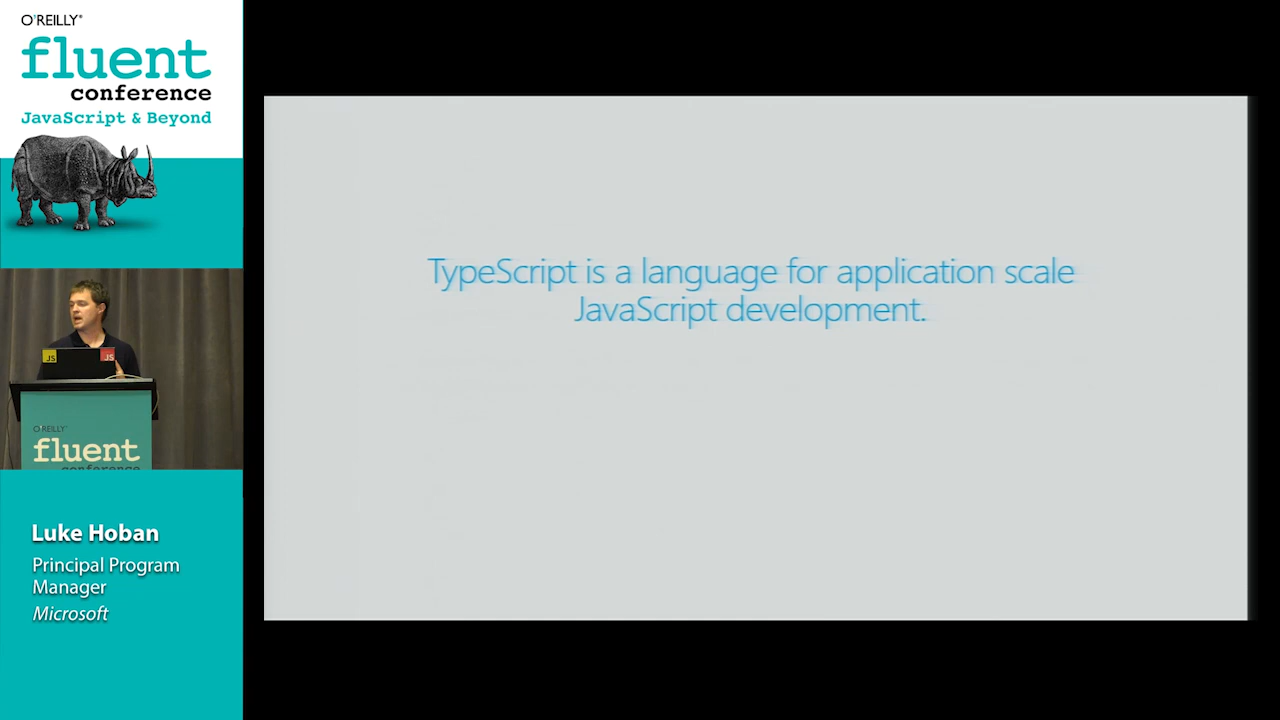 O'REILLY®
fluent
conference
JavaScript & Beyond
TypeScript is a language for application scale
JavaScript development.
JS
JS
O'REILLY®
fluent
conference
Luke Hoban
Principal Program
Manager
Microsoft